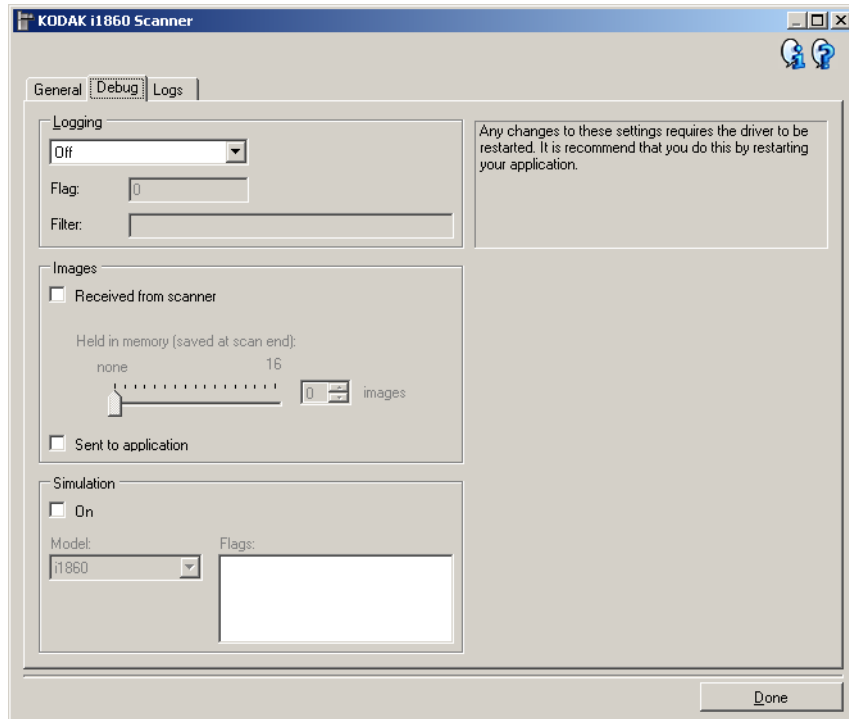 KODAK i1860 Scanner
General Debug Logs
Logging
Off
Flag: 0
Filter:
Any changes to these settings requires the driver to be
restarted. It is recommend that you do this by restarting
your application.
Images
Received from scanner
Held in memory (saved at scan end):
none 16
0 images
Sent to application
Simulation
On
Model: Flags:
i1860
Done